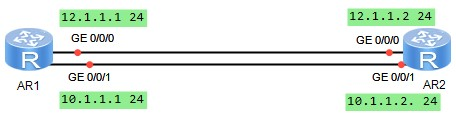 12.1.1.1 24
12.1.1.2 24
GE 0/0/0
GE 0/0/0
R
R
GE 0/0/1
GE 0/0/1
AR1
AR2
10.1.1.1 24
10.1.1.2. 24